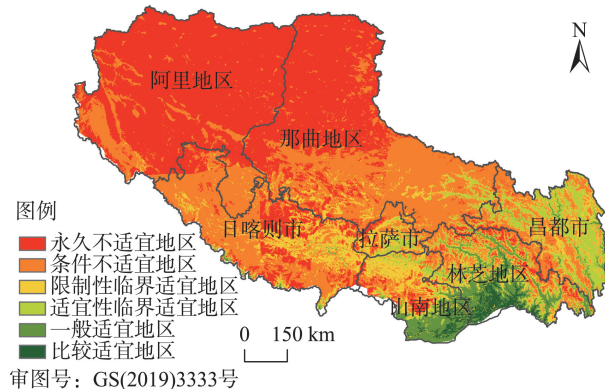 N
阿里地区
那曲地区
日喀则市
拉萨市
昌都市
林芝地区
山南地区
图例
永久不适宜地区
条件不适宜地区
限制性临界适宜地区
适宜性临界适宜地区
一般适宜地区
比较适宜地区
0 150 km
审图号：GS(2019)3333号